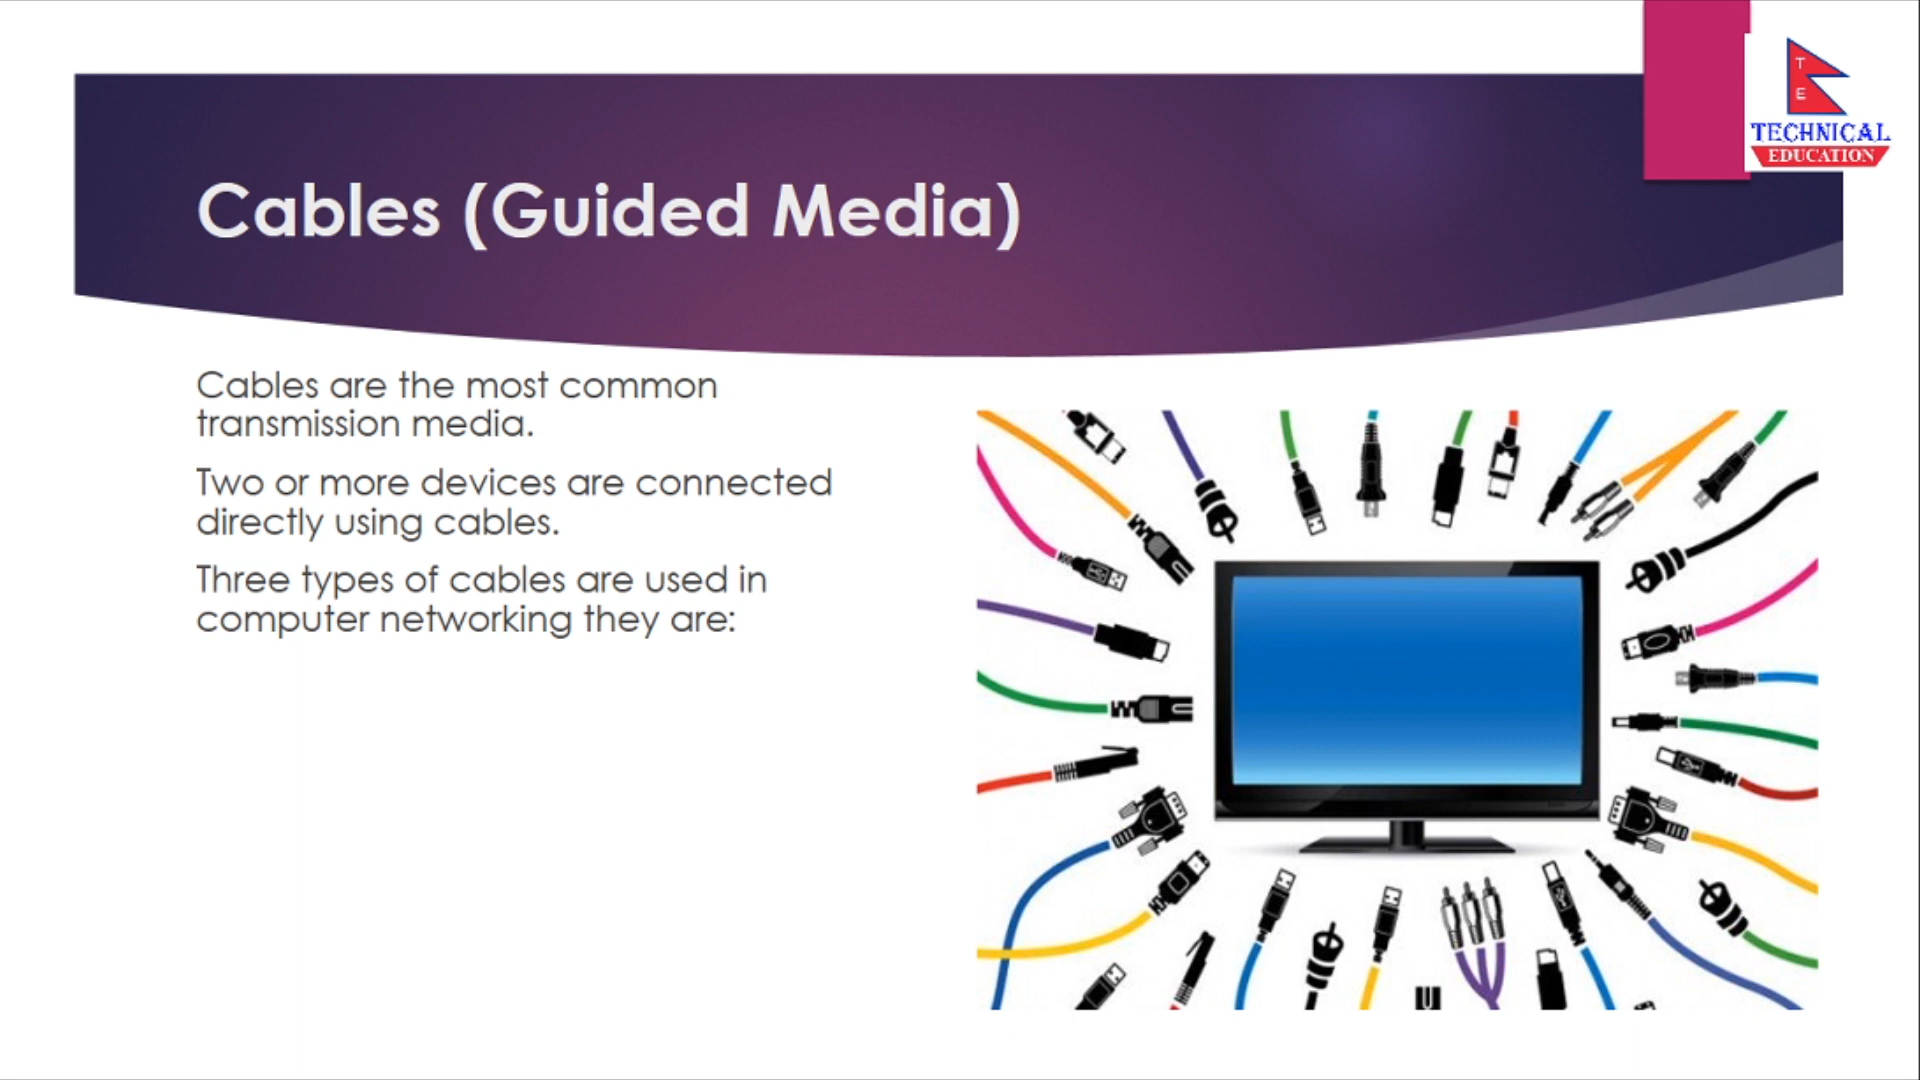 T
E
TECHNICAL
EDUCATION
Cables (Guided Media)
Cables are the most common
transmission media.
Two or more devices are connected
directly using cables.
Three types of cables are used in
computer networking they are: